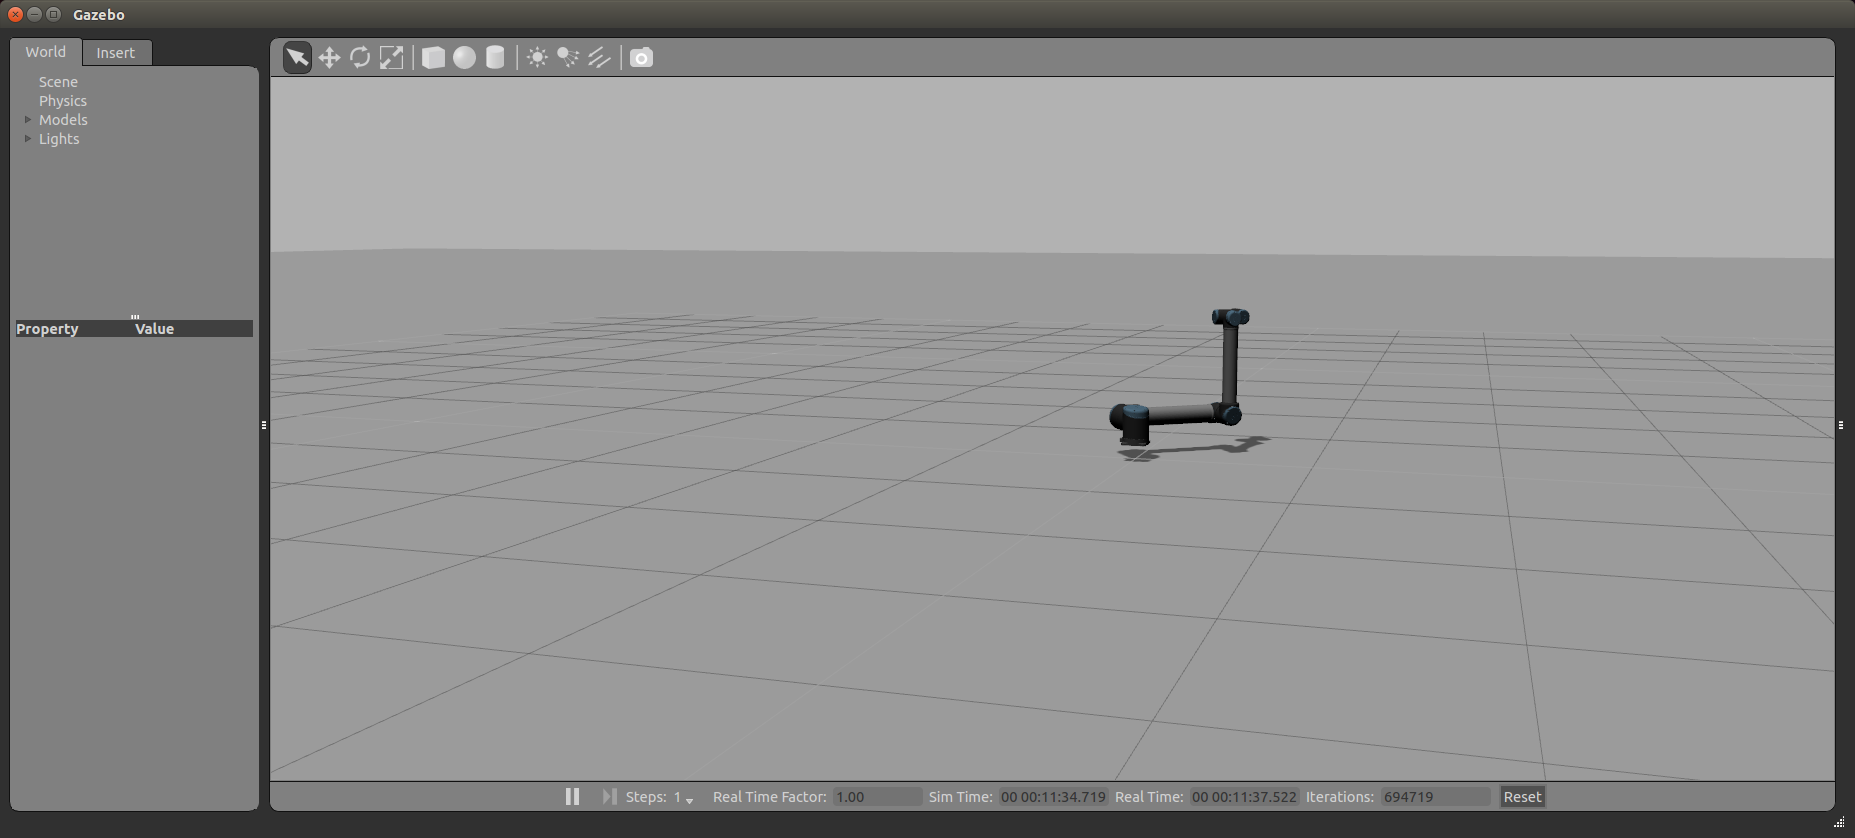 Gazebo
World Insert
Scene
Physics
Models
Lights
Property Value
Steps: 1 Real Time Factor: 1.00 Sim Time: 00 00:11:34.719 Real Time: 00 00:11:37.522 Iterations: 694719 Reset